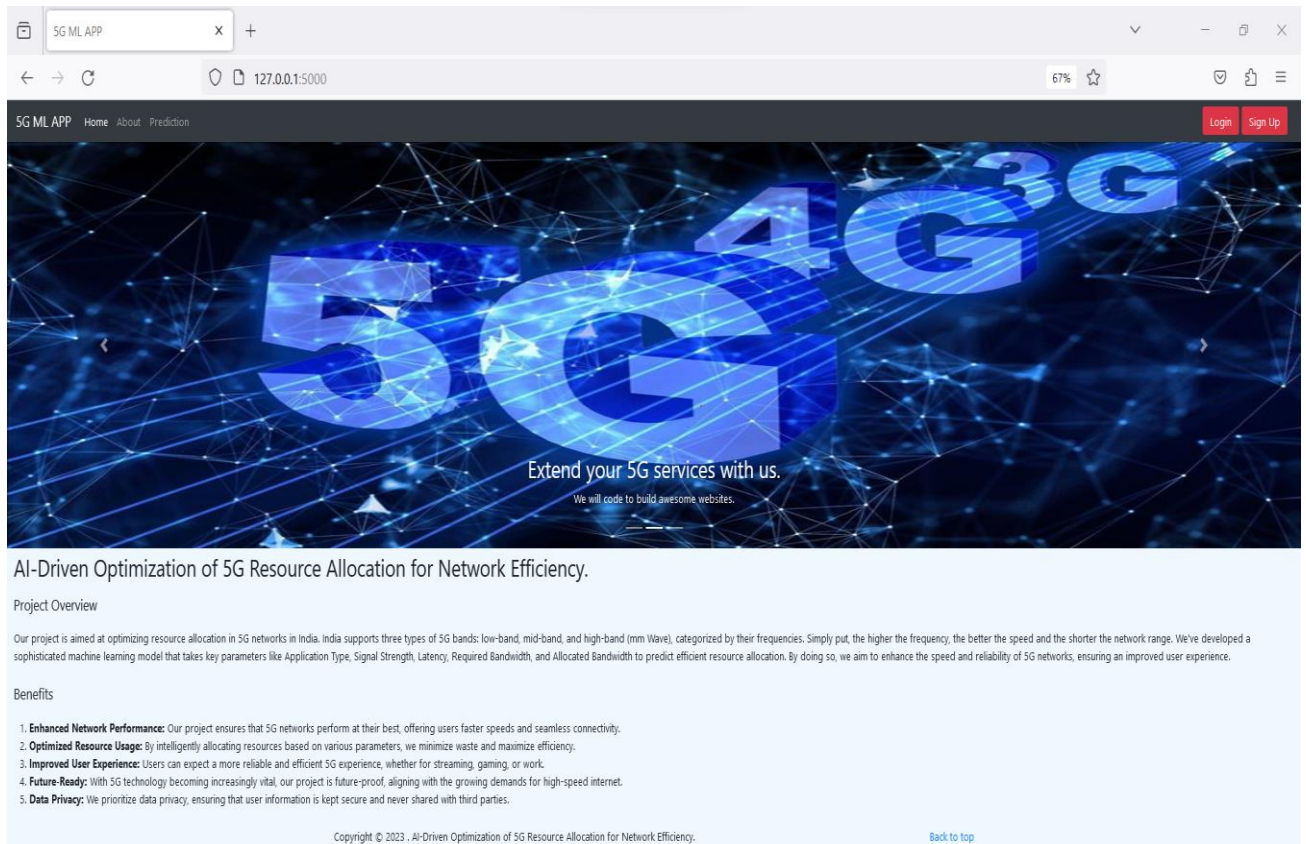 5G ML APP
127.0.0.1:5000
67%
5G ML APP Home About Prediction
Login Sign Up
3G
4G
5G
Extend your 5G services with us.
We will code to build awesome websites.
AI-Driven Optimization of 5G Resource Allocation for Network Efficiency.
Project Overview
Our project is aimed at optimizing resource allocation in 5G networks in India. India supports three types of 5G bands: low-band, mid-band, and high-band (mm Wave), categorized by their frequencies. Simply put, the higher the frequency, the better the speed and the shorter the network range. We've developed a
sophisticated machine learning model that takes key parameters like Application Type, Signal Strength, Latency, Required Bandwidth, and Allocated Bandwidth to predict efficient resource allocation. By doing so, we aim to enhance the speed and reliability of 5G networks, ensuring an improved user experience.
Benefits
1. Enhanced Network Performance: Our project ensures that 5G networks perform at their best, offering users faster speeds and seamless connectivity.
2. Optimized Resource Usage: By intelligently allocating resources based on various parameters, we minimize waste and maximize efficiency.
3. Improved User Experience: Users can expect a more reliable and efficient 5G experience, whether for streaming, gaming, or work.
4. Future-Ready: With 5G technology becoming increasingly vital, our project is future-proof, aligning with the growing demands for high-speed internet.
5. Data Privacy: We prioritize data privacy, ensuring that user information is kept secure and never shared with third parties.
Copyright © 2023 . AI-Driven Optimization of 5G Resource Allocation for Network Efficiency. Back to top